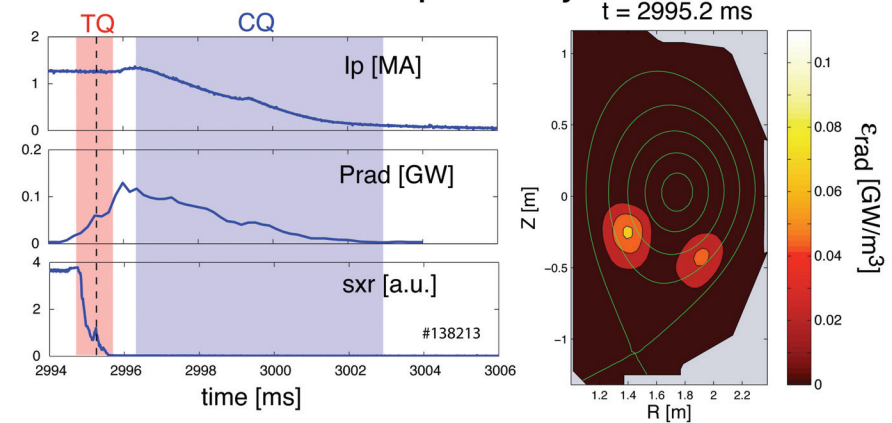 TQ CQ
2
1
0
Ip [MA]
0.2
0.1
0
Prad [GW]
4
2
0
sxr [a.u.]
#138213
2994 2996 2998 3000 3002 3004 3006
time [ms]
t = 2995.2 ms
1
0.5
0
−0.5
−1
Z [m]
1.2 1.4 1.6 1.8 2 2.2
R [m]
0.1
0.08
0.06
0.04
0.02
0
εrad [GW/m3]